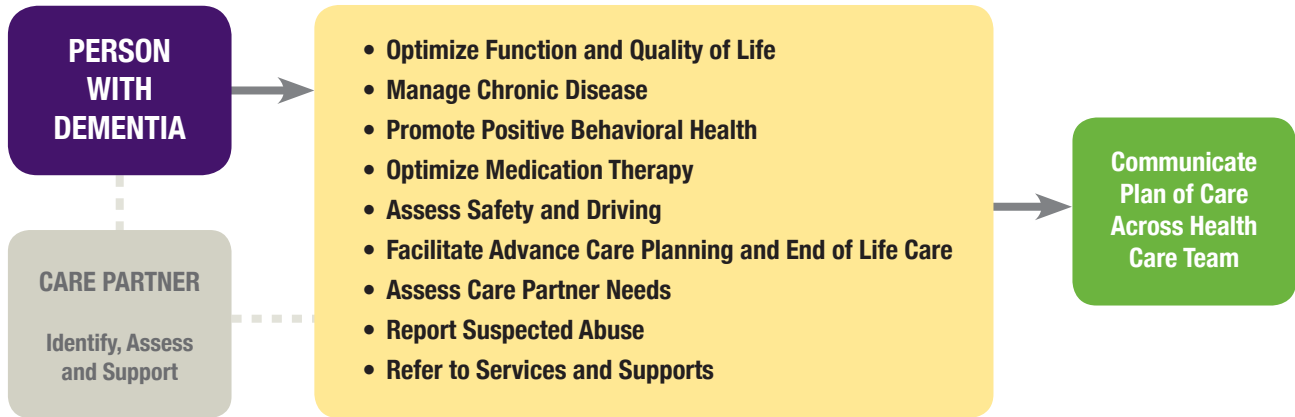 PERSON
WITH
DEMENTIA
CARE PARTNER
Identify, Assess
and Support
• Optimize Function and Quality of Life
• Manage Chronic Disease
• Promote Positive Behavioral Health
• Optimize Medication Therapy
• Assess Safety and Driving
• Facilitate Advance Care Planning and End of Life Care
• Assess Care Partner Needs
• Report Suspected Abuse
• Refer to Services and Supports
Communicate
Plan of Care
Across Health
Care Team